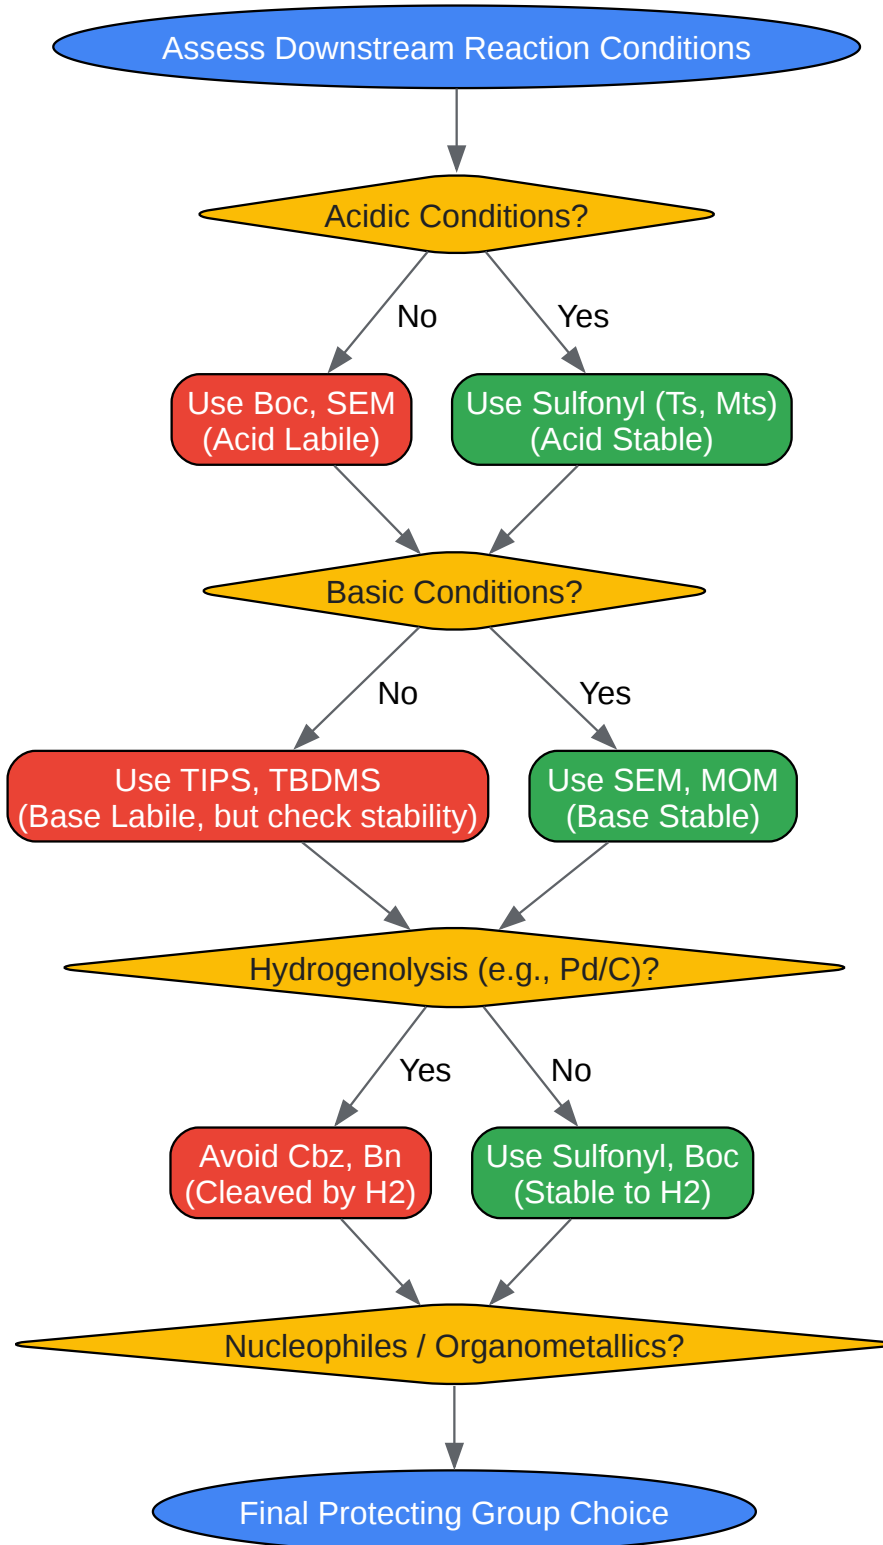 Assess Downstream Reaction Conditions
Acidic Conditions?
No
Yes
Use Boc, SEM
(Acid Labile)
Use Sulfonyl (Ts, Mts)
(Acid Stable)
Basic Conditions?
No
Yes
Use TIPS, TBDMS
(Base Labile, but check stability)
Use SEM, MOM
(Base Stable)
Hydrogenolysis (e.g., Pd/C)?
Yes
No
Avoid Cbz, Bn
(Cleaved by H2)
Use Sulfonyl, Boc
(Stable to H2)
Nucleophiles / Organometallics?
Final Protecting Group Choice